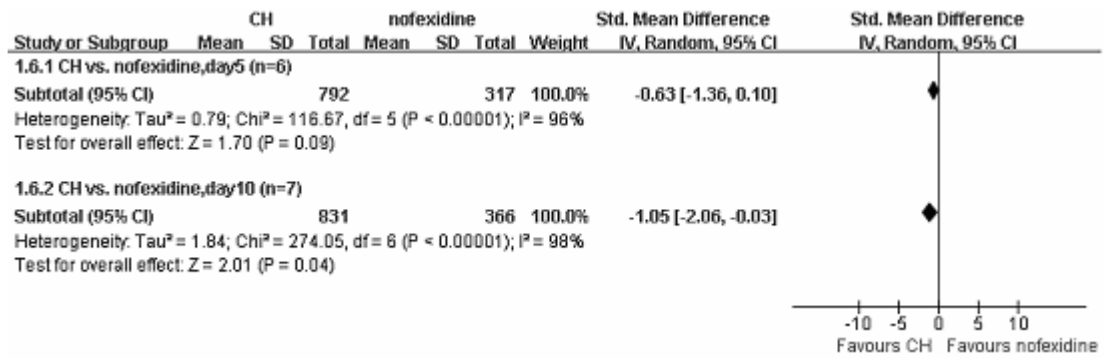 CH nofexidine Std. Mean Difference Std. Mean Difference
Study or Subgroup Mean SD Total Mean SD Total Weight IV, Random, 95% CI IV, Random, 95% CI
1.6.1 CH vs. nofexidine,day5 (n=6)
Subtotal (95% CI) 792 317 100.0% -0.63 [-1.36, 0.10]
Heterogeneity: Tau² = 0.79; Chi² = 116.67, df = 5 (P < 0.00001); I² = 96%
Test for overall effect: Z = 1.70 (P = 0.09)
1.6.2 CH vs. nofexidine,day10 (n=7)
Subtotal (95% CI) 831 366 100.0% -1.05 [-2.06, -0.03]
Heterogeneity: Tau² = 1.84; Chi² = 274.05, df = 6 (P < 0.00001); I² = 98%
Test for overall effect: Z = 2.01 (P = 0.04)
-10 -5 0 5 10
Favours CH Favours nofexidine